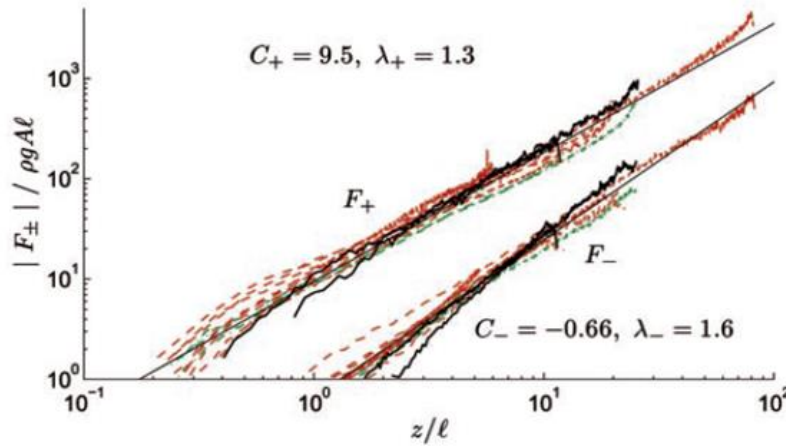 C₊ = 9.5, λ₊ = 1.3
| F± | / ρgAℓ
10³
10²
10¹
10⁰
F₊
F₋
C₋ = −0.66, λ₋ = 1.6
10⁻¹ 10⁰ 10¹ 10²
z/ℓ